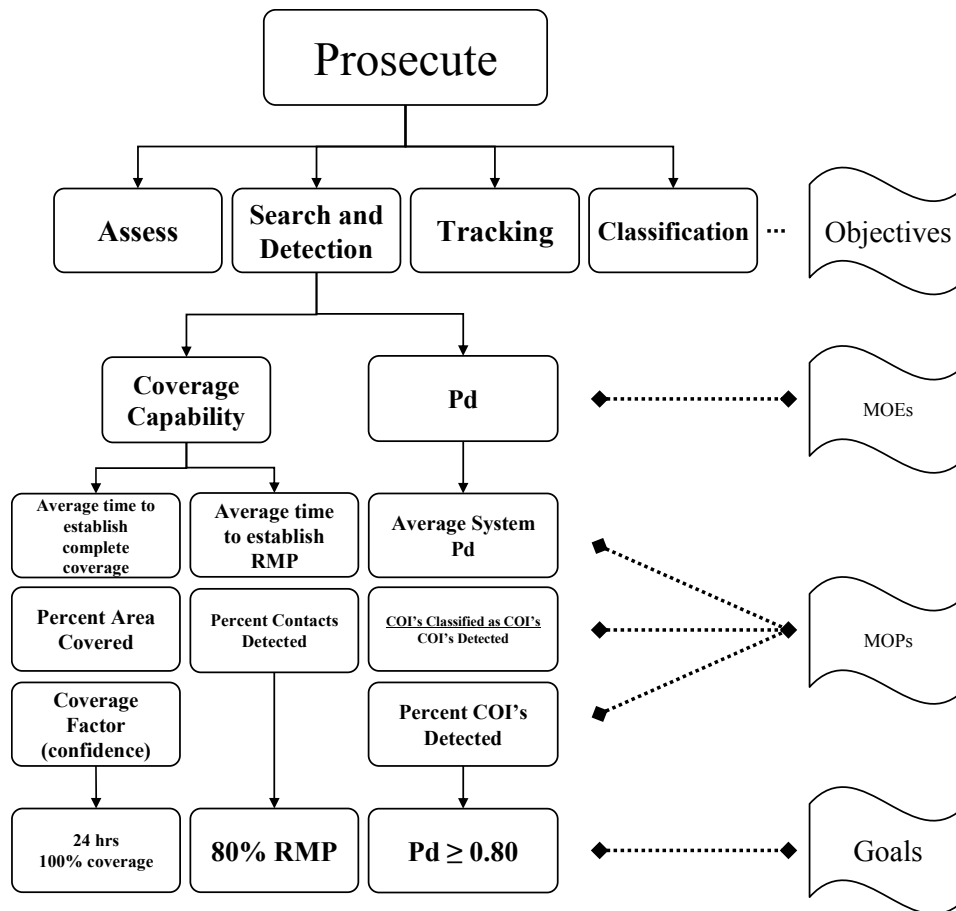 Prosecute
Assess
Search and
Detection
Tracking
Classification
...
Objectives
Coverage
Capability
Pd
MOEs
Average time to
establish
complete
coverage
Average time
to establish
RMP
Average System
Pd
Percent Area
Covered
Percent Contacts
Detected
COI's Classified as COI's
COI's Detected
MOPs
Coverage
Factor
(confidence)
Percent COI's
Detected
24 hrs
100% coverage
80% RMP
Pd ≥ 0.80
Goals